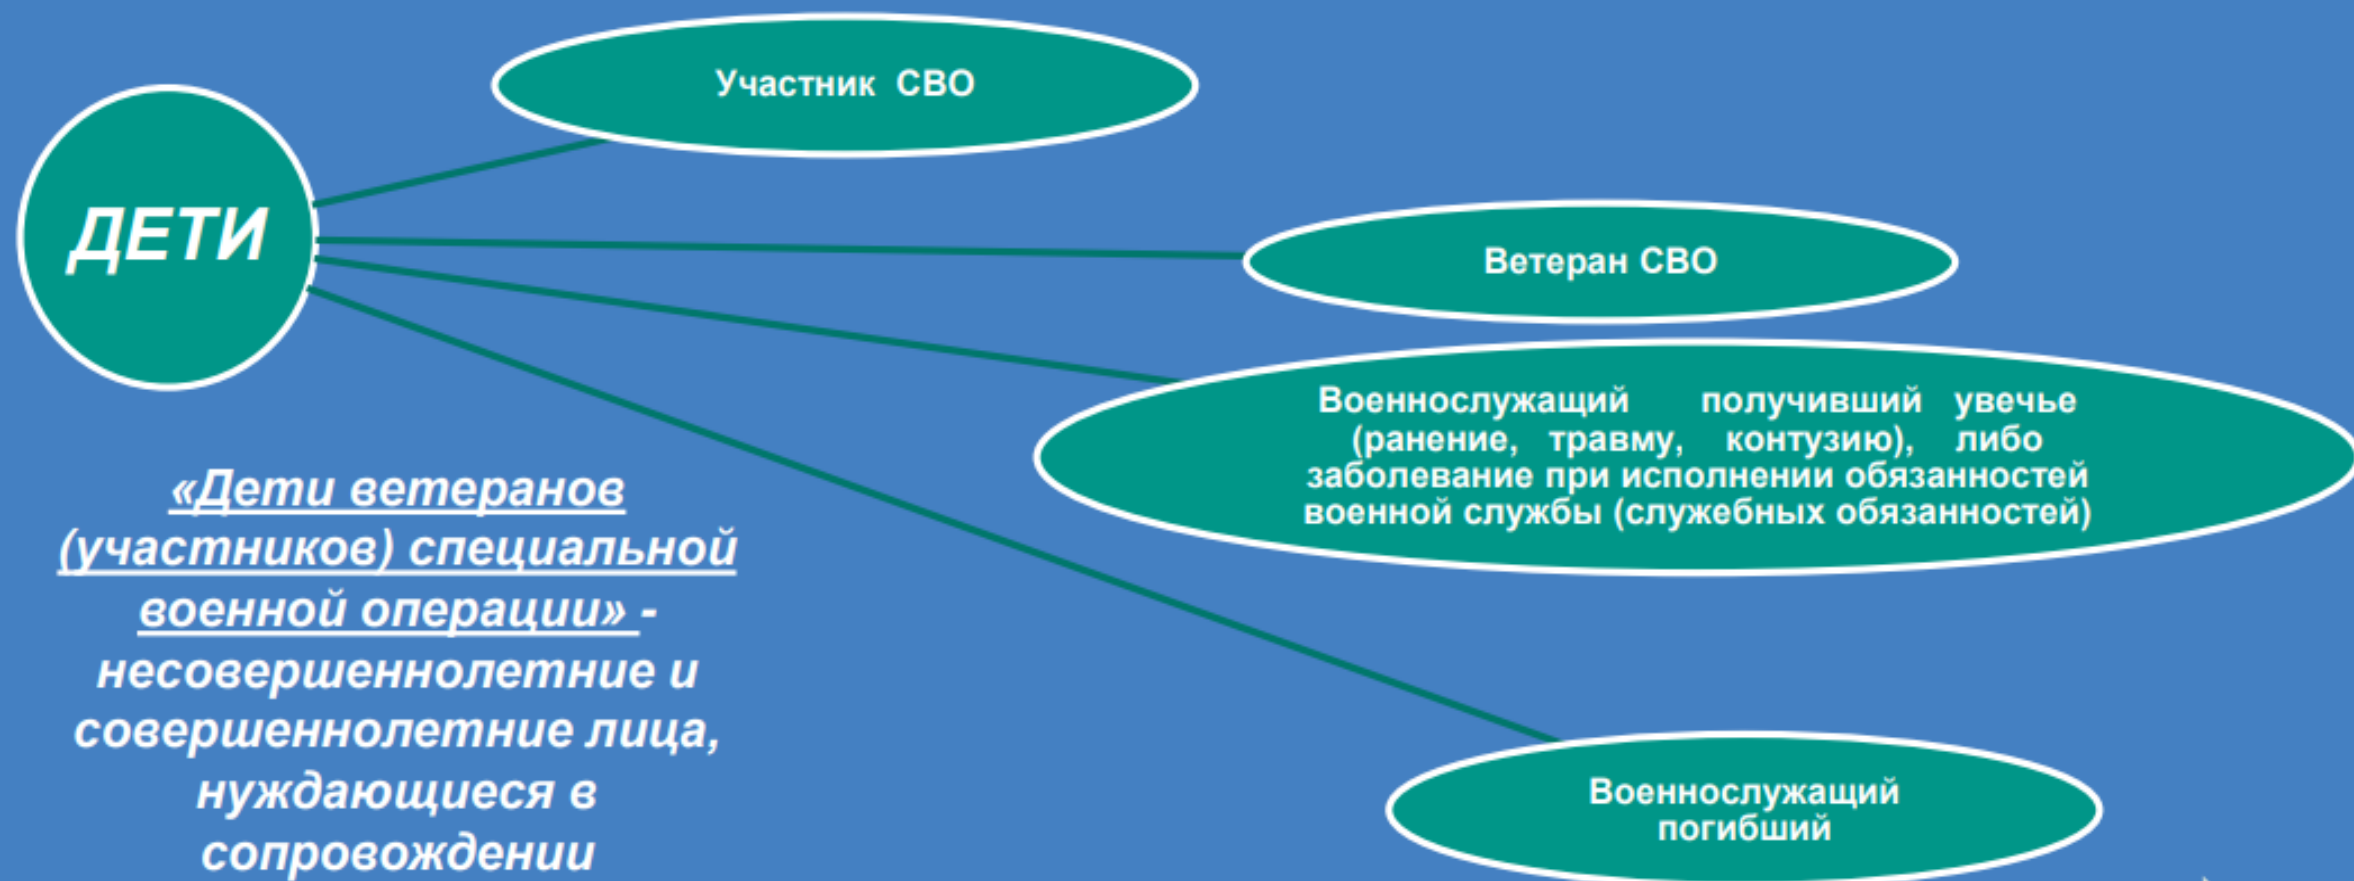 Участник СВО
ДЕТИ
Ветеран СВО
Военнослужащий получивший увечье
(ранение, травму, контузию), либо
заболевание при исполнении обязанностей
военной службы (служебных обязанностей)
«Дети ветеранов
(участников) специальной
военной операции» -
несовершеннолетние и
совершеннолетние лица,
нуждающиеся в
сопровождении
Военнослужащий
погибший